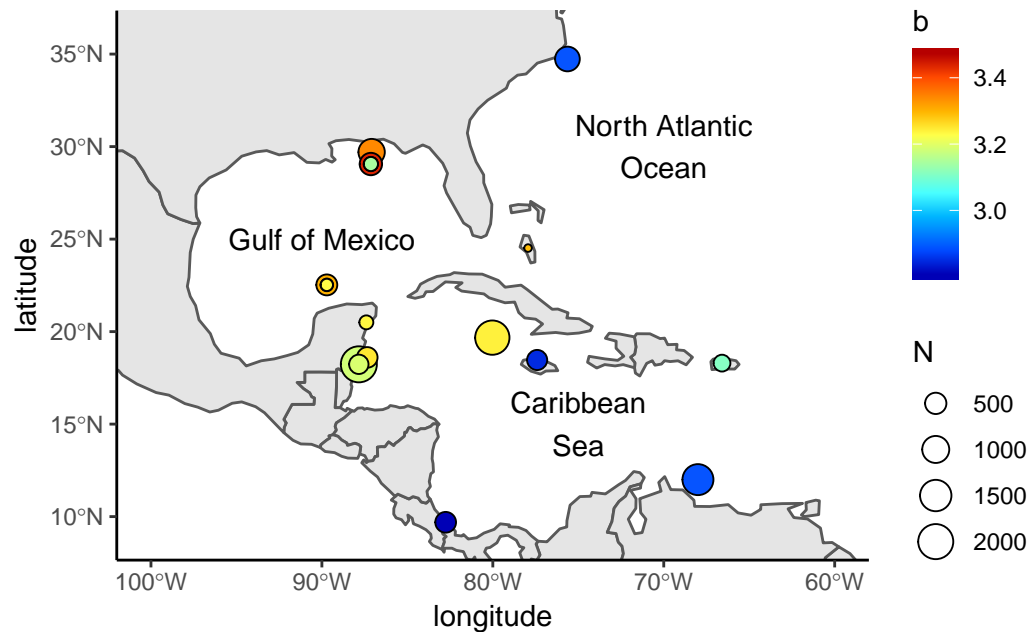 b
3.4
3.2
3.0
N
500
1000
1500
2000
35°N
30°N
25°N
20°N
15°N
10°N
latitude
100°W
90°W
80°W
70°W
60°W
longitude
North Atlantic
Ocean
Gulf of Mexico
Caribbean
Sea